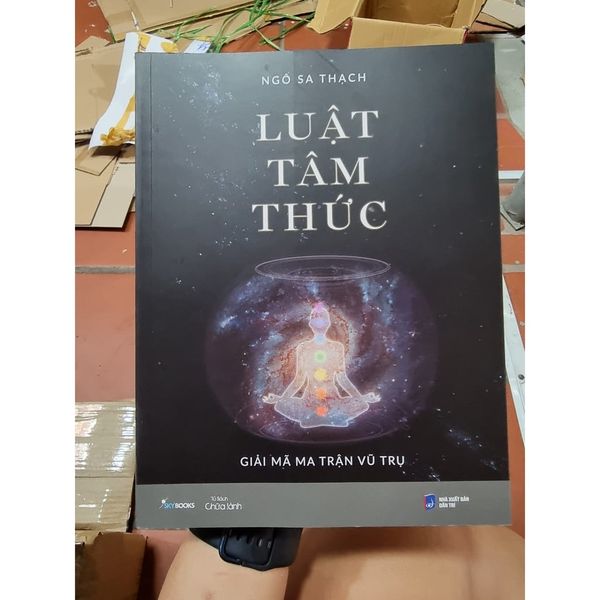 NGÔ SA THẠCH
LUẬT
TÂM
THỨC
GIẢI MÃ MA TRẬN VŨ TRỤ
SKYBOOKS
Tủ Sách
Chữa lành
NHÀ XUẤT BẢN
DÂN TRÍ